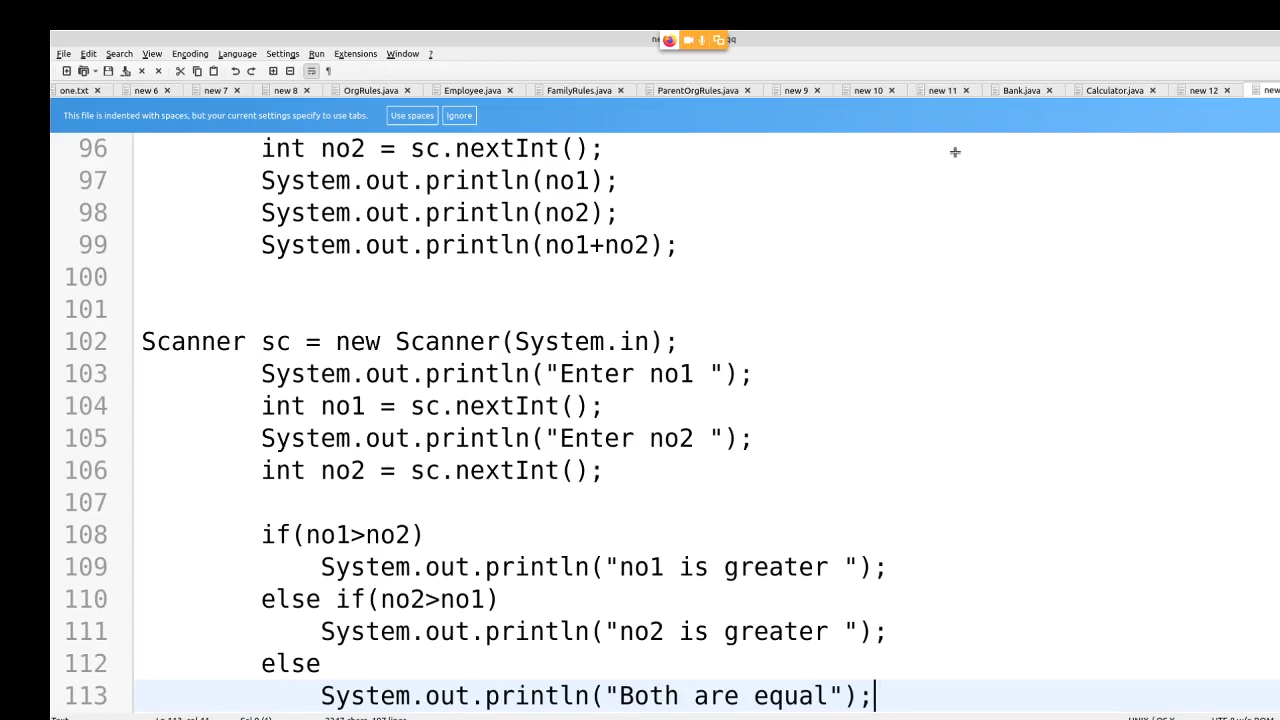 File Edit Search View Encoding Language Settings Run Extensions Window ?
one.txt new 6 new 7 new 8 OrgRules.java Employee.java FamilyRules.java ParentOrgRules.java new 9 new 10 new 11 Bank.java Calculator.java new 12 new
This file is indented with spaces, but your current settings specify to use tabs. Use spaces Ignore
96 int no2 = sc.nextInt();
97 System.out.println(no1);
98 System.out.println(no2);
99 System.out.println(no1+no2);
100
101
102 Scanner sc = new Scanner(System.in);
103 System.out.println("Enter no1 ");
104 int no1 = sc.nextInt();
105 System.out.println("Enter no2 ");
106 int no2 = sc.nextInt();
107
108 if(no1>no2)
109 System.out.println("no1 is greater ");
110 else if(no2>no1)
111 System.out.println("no2 is greater ");
112 else
113 System.out.println("Both are equal");